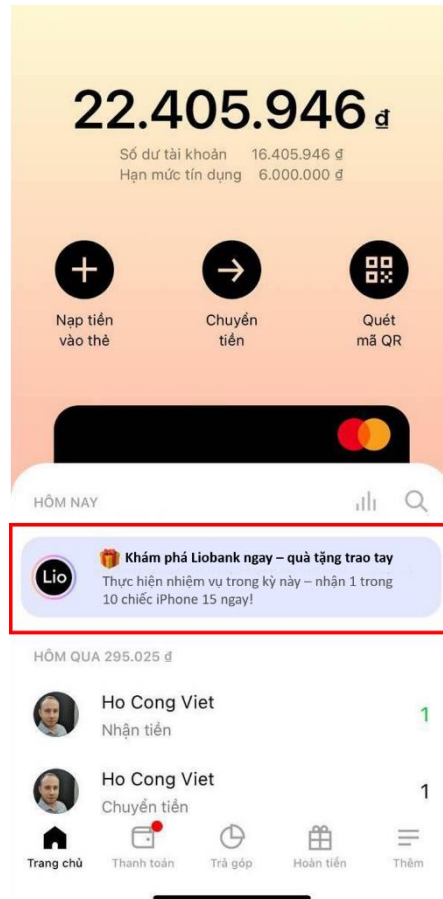 22.405.946 đ
Số dư tài khoản 16.405.946 đ
Hạn mức tín dụng 6.000.000 đ
Nạp tiền
vào thẻ
Chuyển
tiền
Quét
mã QR
HÔM NAY
Lio
Khám phá Liobank ngay – quà tặng trao tay
Thực hiện nhiệm vụ trong kỳ này – nhận 1 trong
10 chiếc iPhone 15 ngay!
HÔM QUA 295.025 đ
Ho Cong Viet
1
Nhận tiền
Ho Cong Viet
1
Chuyển tiền
Trang chủ
Thanh toán
Trả góp
Hoàn tiền
Thêm